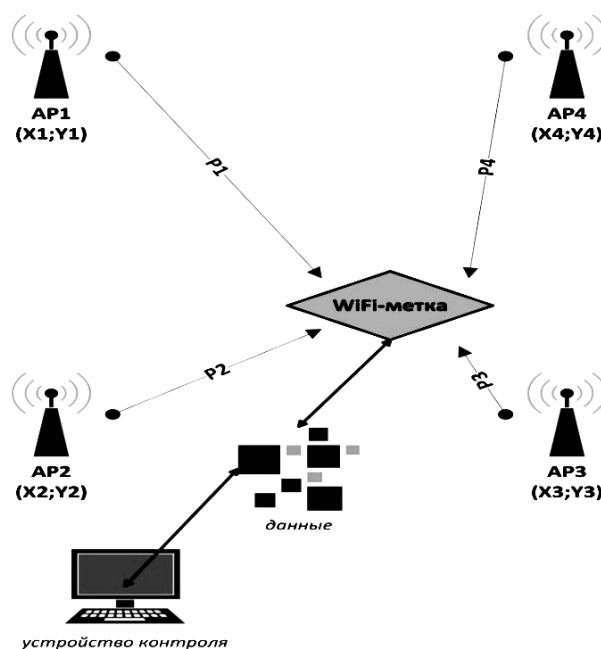 AP1
(X1;Y1)
AP4
(X4;Y4)
P1
P4
WiFi-метка
P2
P3
AP2
(X2;Y2)
AP3
(X3;Y3)
данные
устройство контроля